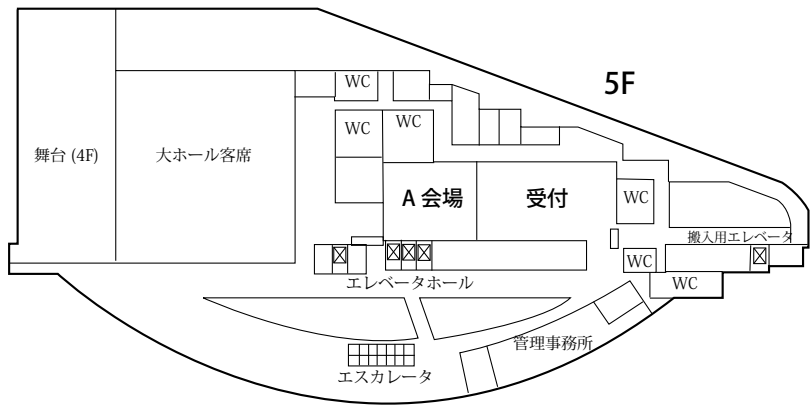 5F
WC
WC
WC
舞台 (4F)
大ホール客席
A 会場
受付
WC
搬入用エレベータ
WC
WC
エレベータホール
管理事務所
エスカレータ